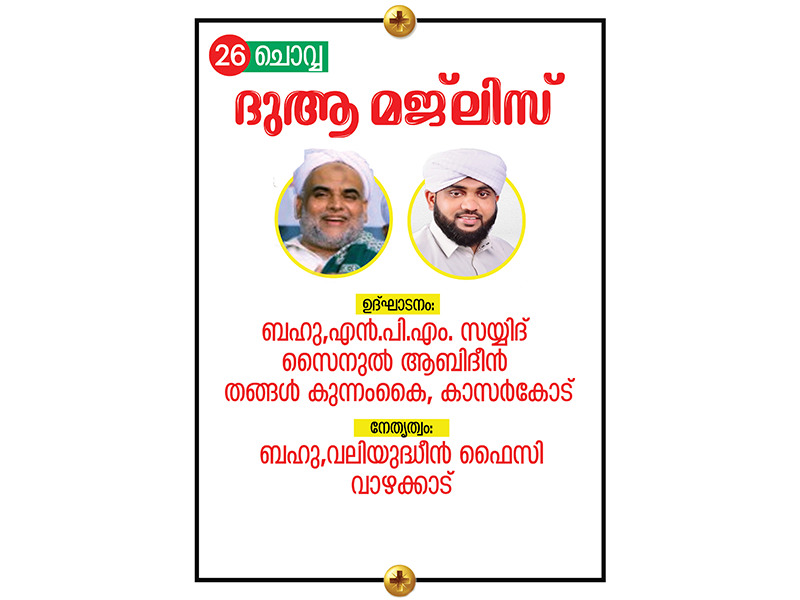 26 ചൊവ്വ
ദുആ മജ്‌ലിസ്
ഉദ്ഘാടനം:
ബഹു,എൻ.പി.എം. സയ്യിദ്
സൈനുൽ ആബിദീൻ
തങ്ങൾ കുന്നംകൈ, കാസർകോട്
നേതൃത്വം:
ബഹു,വലിയുദ്ധീൻ ഫൈസി
വാഴക്കാട്